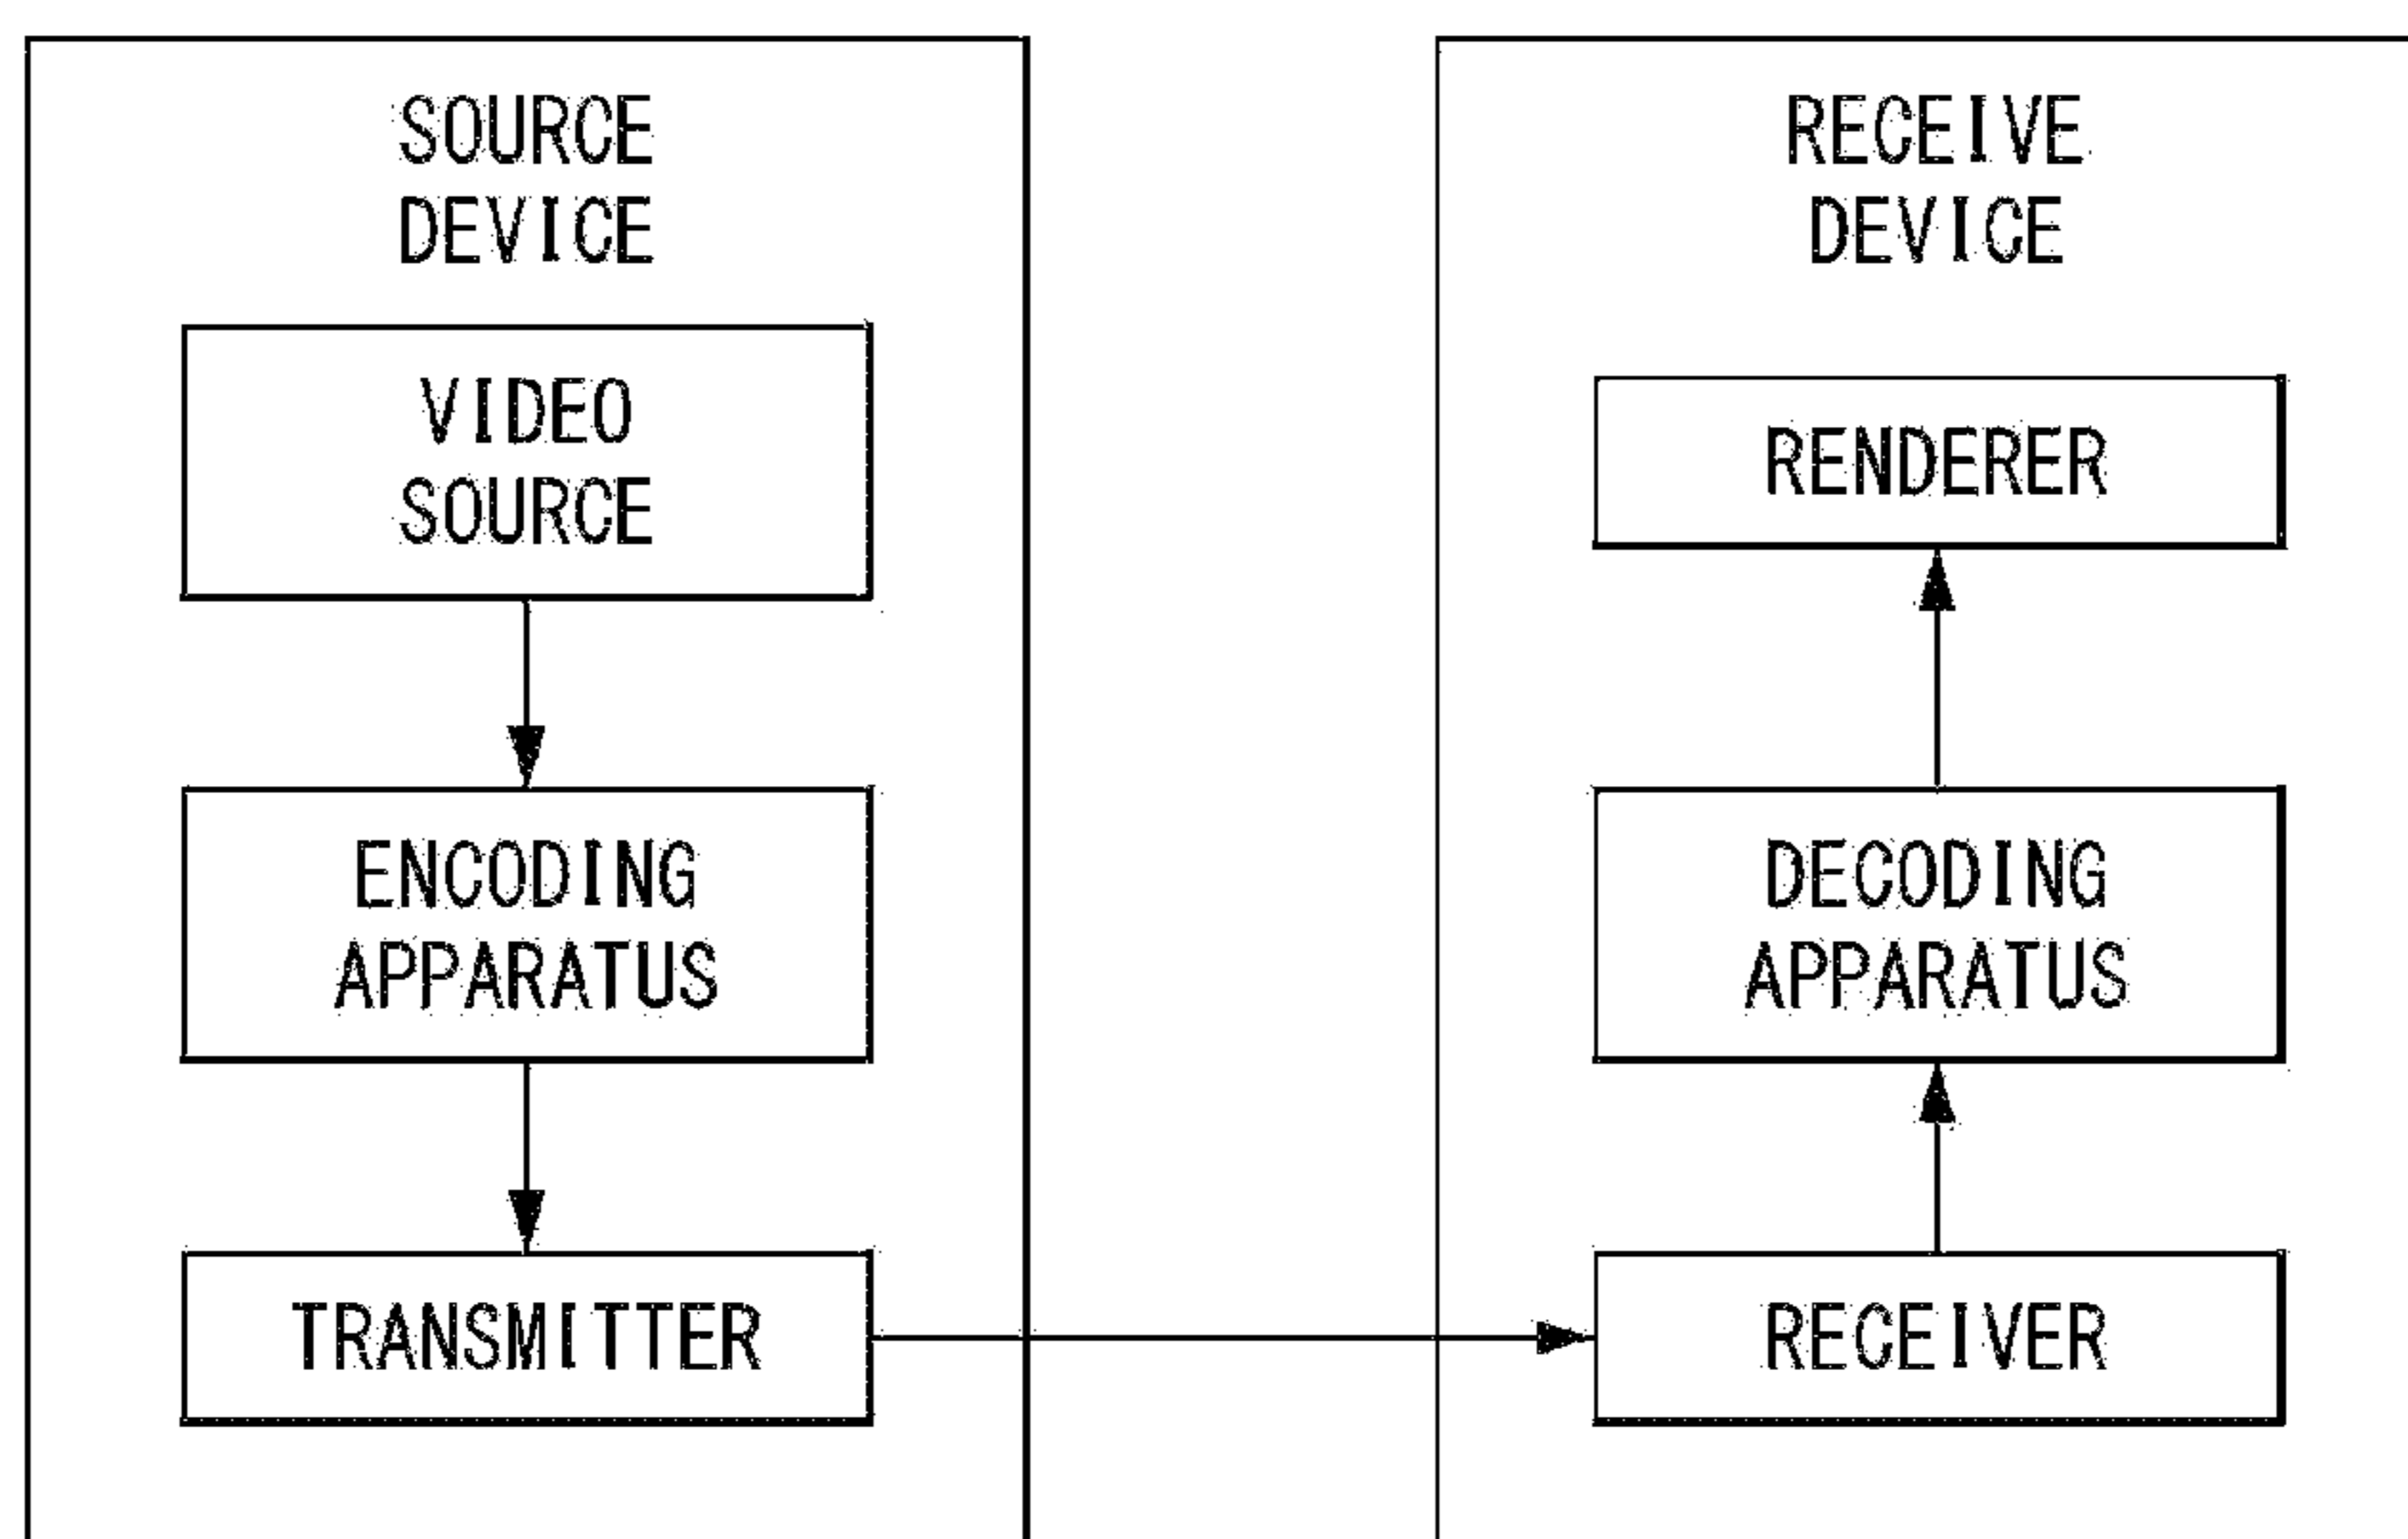 SOURCE
DEVICE
VIDEO
SOURCE
ENCODING
APPARATUS
TRANSMITTER
RECEIVE
DEVICE
RENDERER
DECODING
APPARATUS
RECEIVER